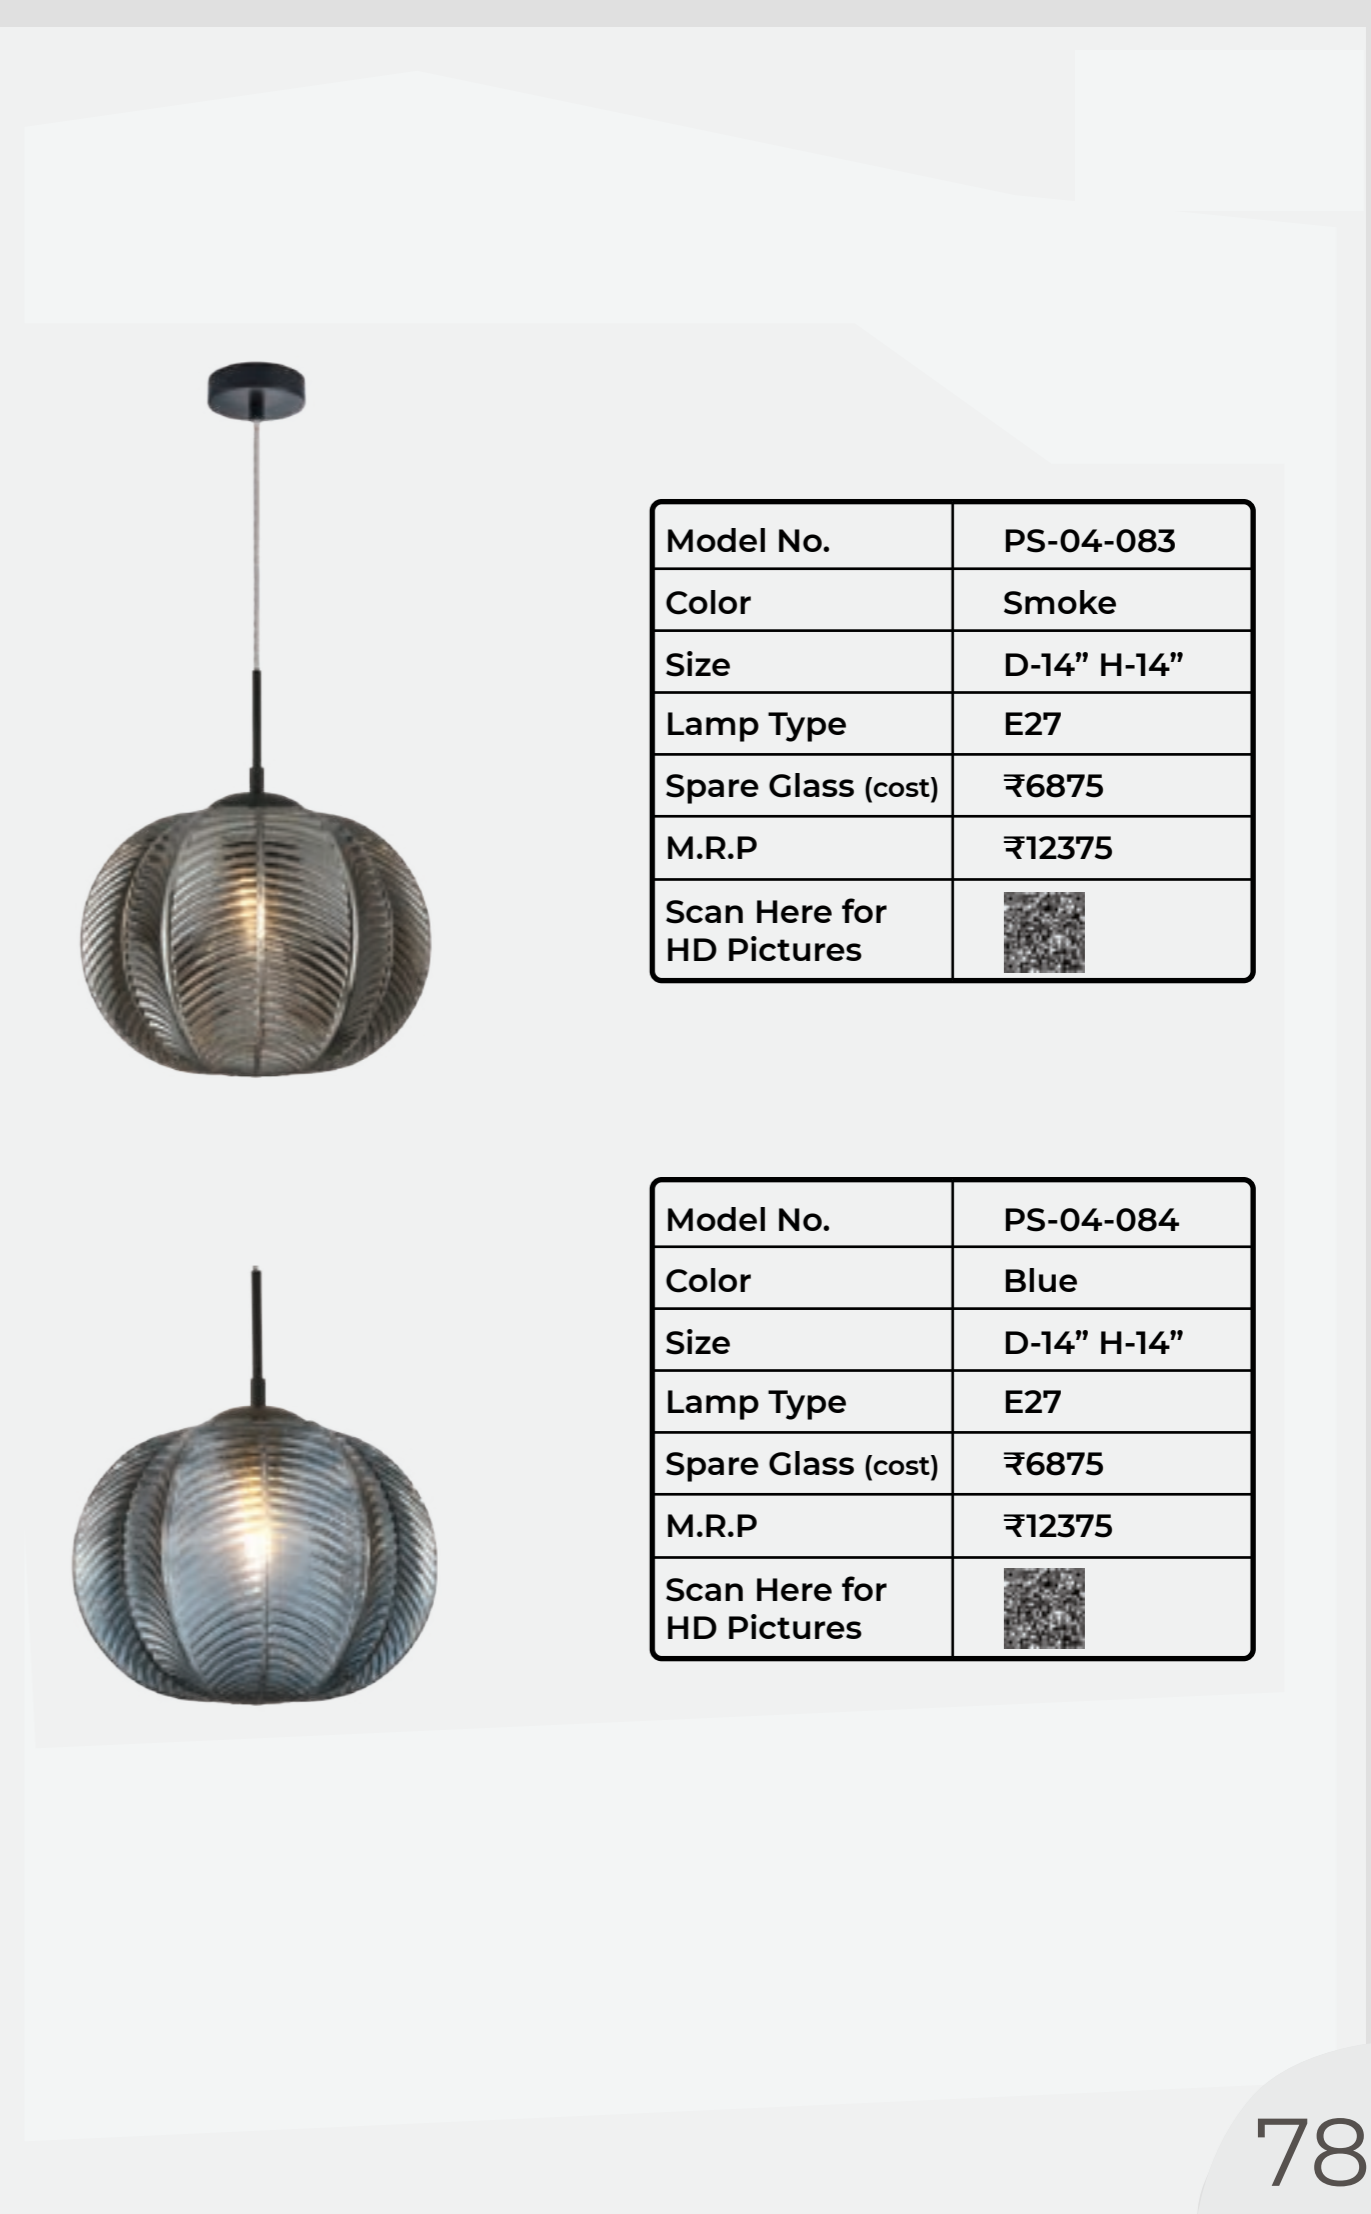 Model No. PS-04-083
Color Smoke
Size D-14” H-14”
Lamp Type E27
Spare Glass (cost) ₹6875
M.R.P ₹12375
Scan Here for
HD Pictures
Model No. PS-04-084
Color Blue
Size D-14” H-14”
Lamp Type E27
Spare Glass (cost) ₹6875
M.R.P ₹12375
Scan Here for
HD Pictures
78